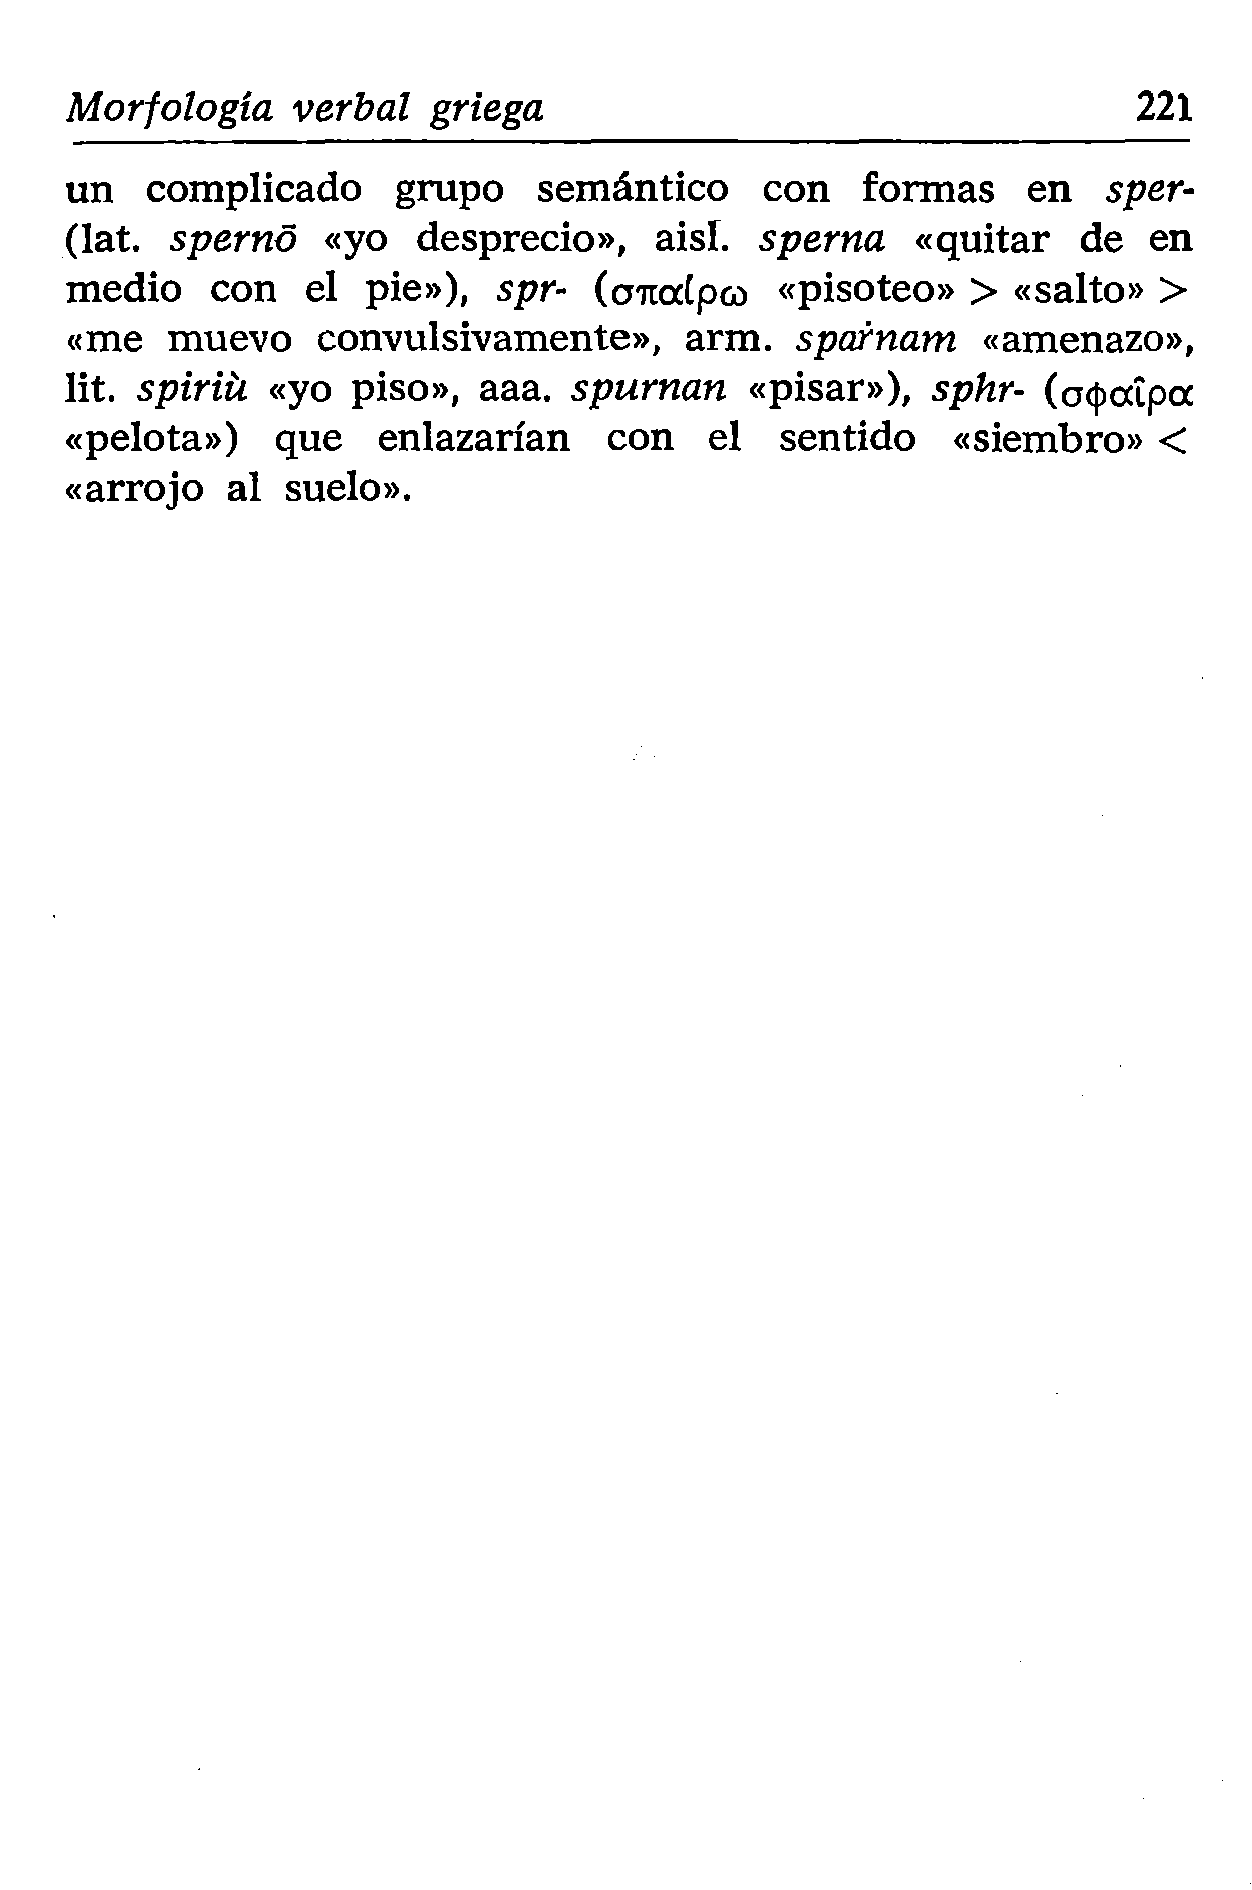 Morfología verbal griega 221
un complicado grupo semántico con formas en sper-
(lat. spernō «yo desprecio», aisl. sperna «quitar de en
medio con el pie»), spr- (σπαίρω «pisoteo» > «salto» >
«me muevo convulsivamente», arm. spaṙnam «amenazo»,
lit. spiriù «yo piso», aaa. spurnan «pisar»), sphr- (σφαῖρα
«pelota») que enlazarían con el sentido «siembro» <
«arrojo al suelo».